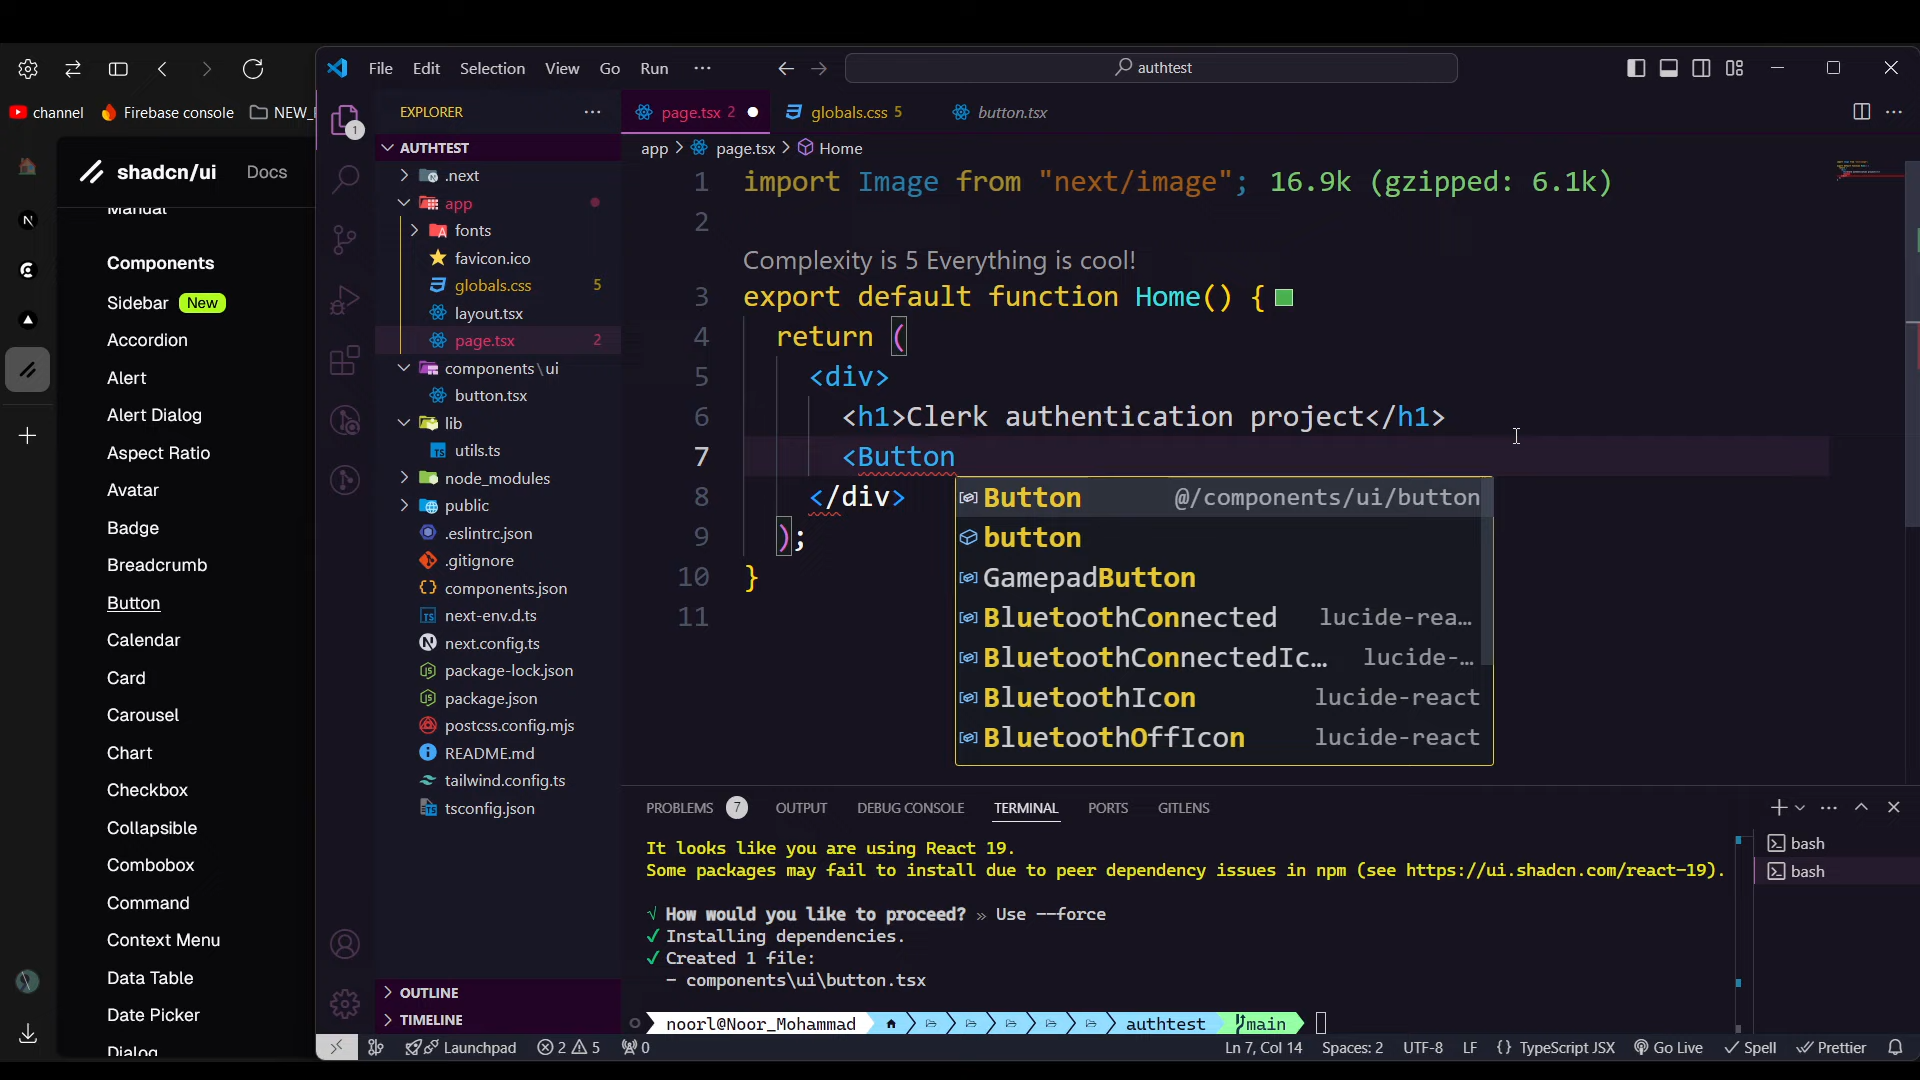 File Edit Selection View Go Run ··· authtest
channel Firebase console NEW_
shadcn/ui Docs
Manual
Components
Sidebar New
Accordion
Alert
Alert Dialog
Aspect Ratio
Avatar
Badge
Breadcrumb
Button
Calendar
Card
Carousel
Chart
Checkbox
Collapsible
Combobox
Command
Context Menu
Data Table
Date Picker
Dialog
1
EXPLORER ···
AUTHTEST
.next
app
fonts
favicon.ico
globals.css 5
layout.tsx
page.tsx 2
components\ui
button.tsx
lib
utils.ts
node_modules
public
.eslintrc.json
.gitignore
components.json
next-env.d.ts
next.config.ts
package-lock.json
package.json
postcss.config.mjs
README.md
tailwind.config.ts
tsconfig.json
OUTLINE
TIMELINE
page.tsx 2 globals.css 5 button.tsx
app > page.tsx > Home
1 import Image from "next/image"; 16.9k (gzipped: 6.1k)
2
Complexity is 5 Everything is cool!
3 export default function Home() {
4 return (
5 <div>
6 <h1>Clerk authentication project</h1>
7 <Button
8 </div>
9 );
10 }
11
Button @/components/ui/button
button
GamepadButton
BluetoothConnected lucide-rea…
BluetoothConnectedIc… lucide-…
BluetoothIcon lucide-react
BluetoothOffIcon lucide-react
PROBLEMS 7 OUTPUT DEBUG CONSOLE TERMINAL PORTS GITLENS
It looks like you are using React 19.
Some packages may fail to install due to peer dependency issues in npm (see https://ui.shadcn.com/react-19).
√ How would you like to proceed? » Use --force
✓ Installing dependencies.
✓ Created 1 file:
- components\ui\button.tsx
noorl@Noor_Mohammad authtest main
bash
bash
Launchpad 2 5 0 Ln 7, Col 14 Spaces: 2 UTF-8 LF {} TypeScript JSX Go Live Spell Prettier